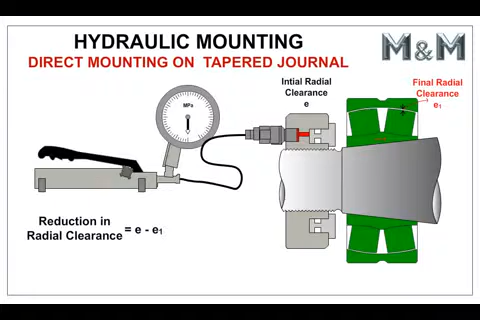 HYDRAULIC MOUNTING
DIRECT MOUNTING ON TAPERED JOURNAL
M&M
Intial Radial
Clearance
e
Final Radial
Clearance
e₁
MPa
Reduction in
Radial Clearance = e - e₁